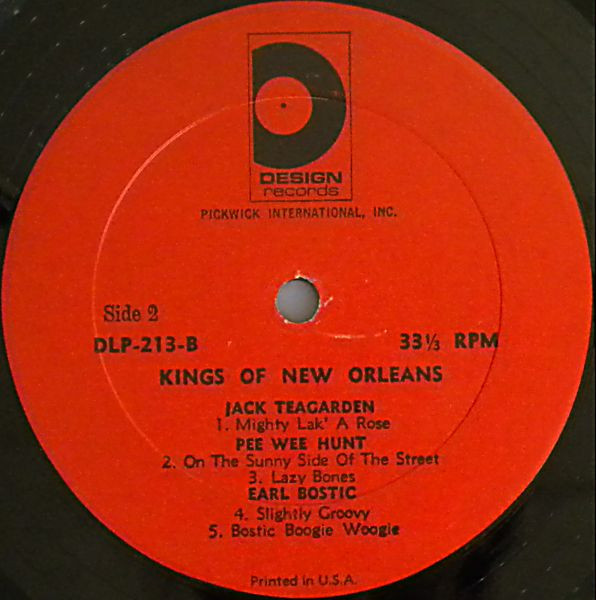 DESIGN
records
PICKWICK INTERNATIONAL, INC.
Side 2
DLP-213-B 33⅓ RPM
KINGS OF NEW ORLEANS
JACK TEAGARDEN
1. Mighty Lak' A Rose
PEE WEE HUNT
2. On The Sunny Side Of The Street
3. Lazy Bones
EARL BOSTIC
4. Slightly Groovy
5. Bostic Boogie Woogie
Printed in U.S.A.